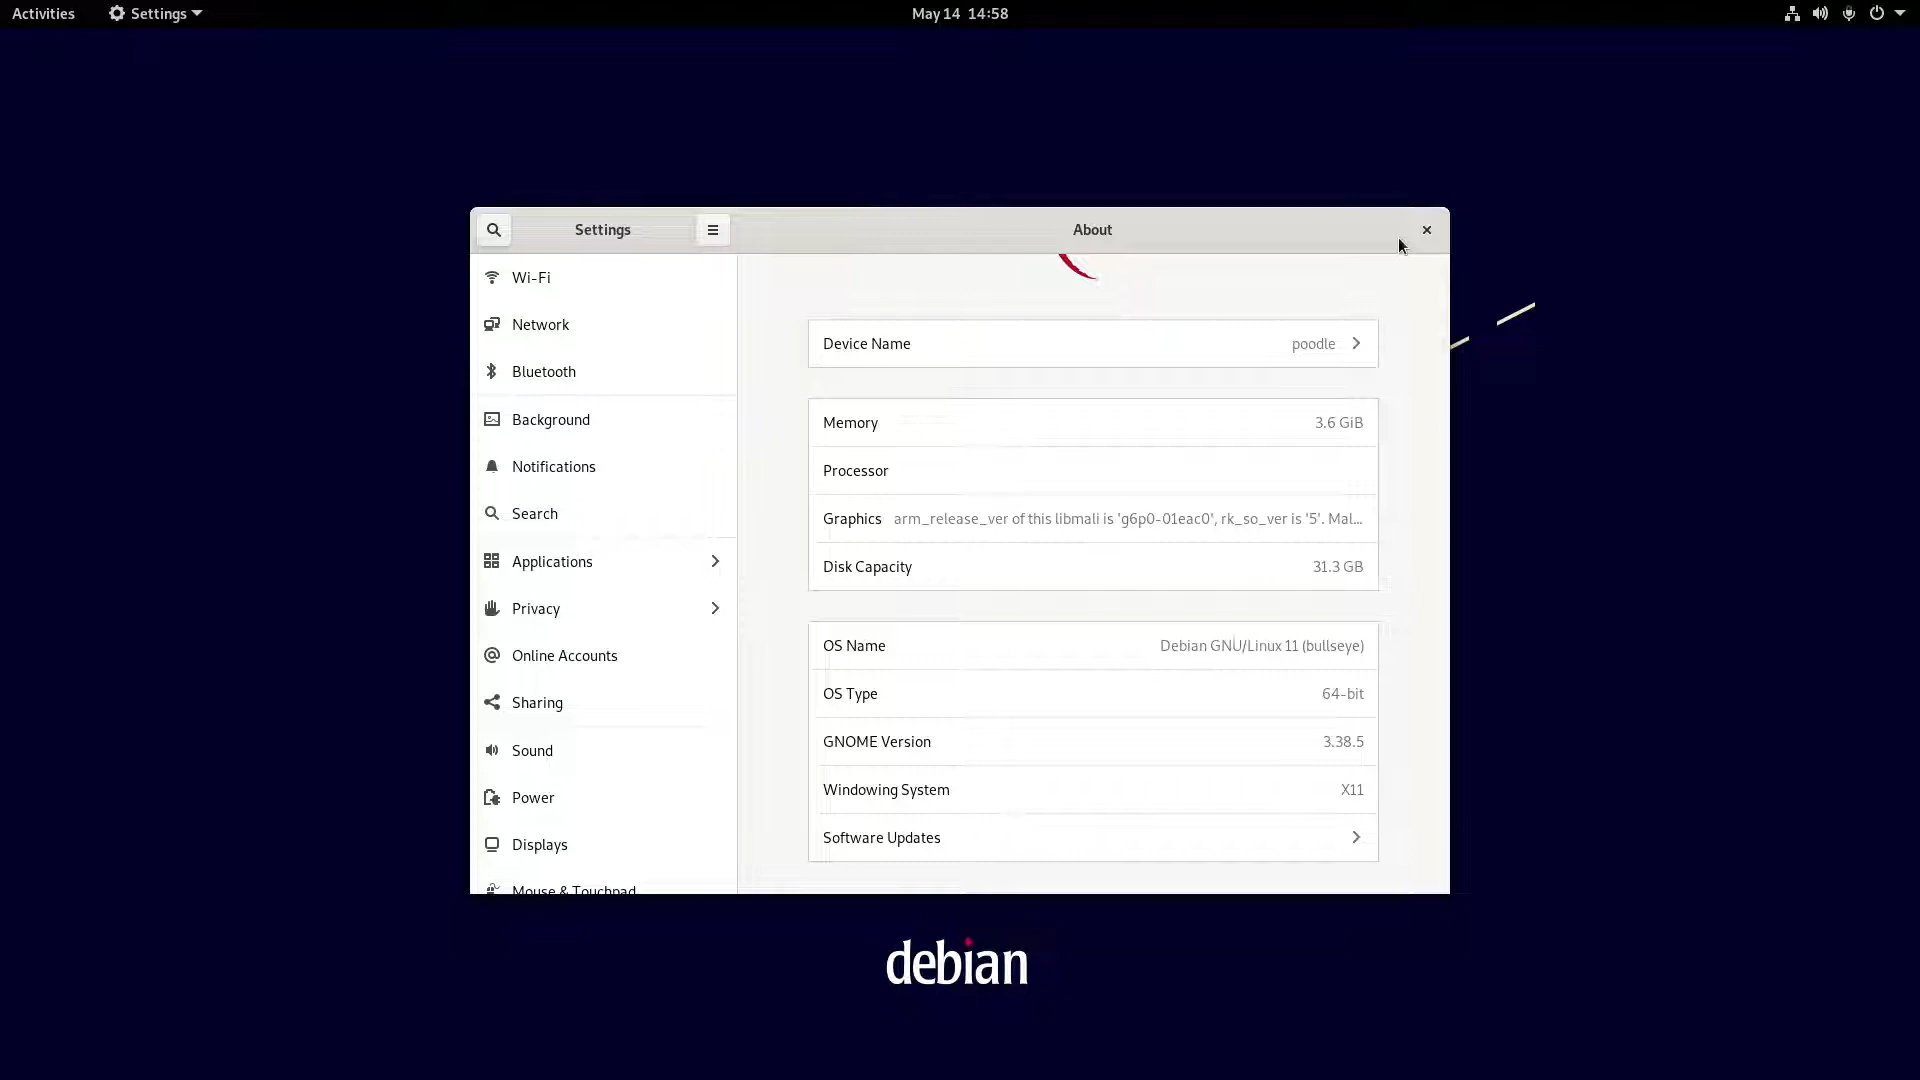 Activities
Settings
May 14 14:58
Settings
About
Wi-Fi
Network
Bluetooth
Background
Notifications
Search
Applications
Privacy
Online Accounts
Sharing
Sound
Power
Displays
Mouse & Touchpad
Device Name poodle
Memory 3.6 GiB
Processor
Graphics arm_release_ver of this libmali is 'g6p0-01eac0', rk_so_ver is '5'. Mal...
Disk Capacity 31.3 GB
OS Name Debian GNU/Linux 11 (bullseye)
OS Type 64-bit
GNOME Version 3.38.5
Windowing System X11
Software Updates
debian